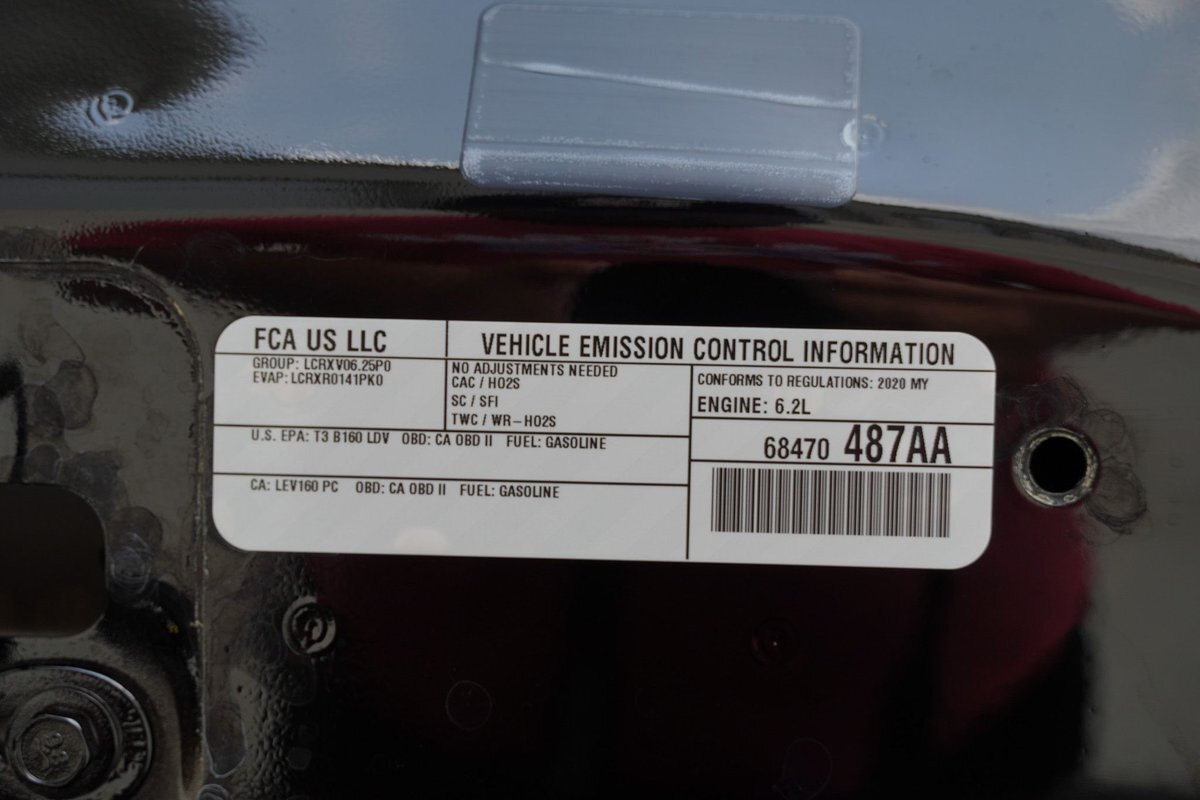 FCA US LLC
VEHICLE EMISSION CONTROL INFORMATION
GROUP: LCRXV06.25P0
EVAP: LCRXR0141PK0
NO ADJUSTMENTS NEEDED
CAC / HO2S
SC / SFI
TWC / WR-HO2S
CONFORMS TO REGULATIONS: 2020 MY
ENGINE: 6.2L
68470 487AA
U.S. EPA: T3 B160 LDV OBD: CA OBD II FUEL: GASOLINE
CA: LEV160 PC OBD: CA OBD II FUEL: GASOLINE